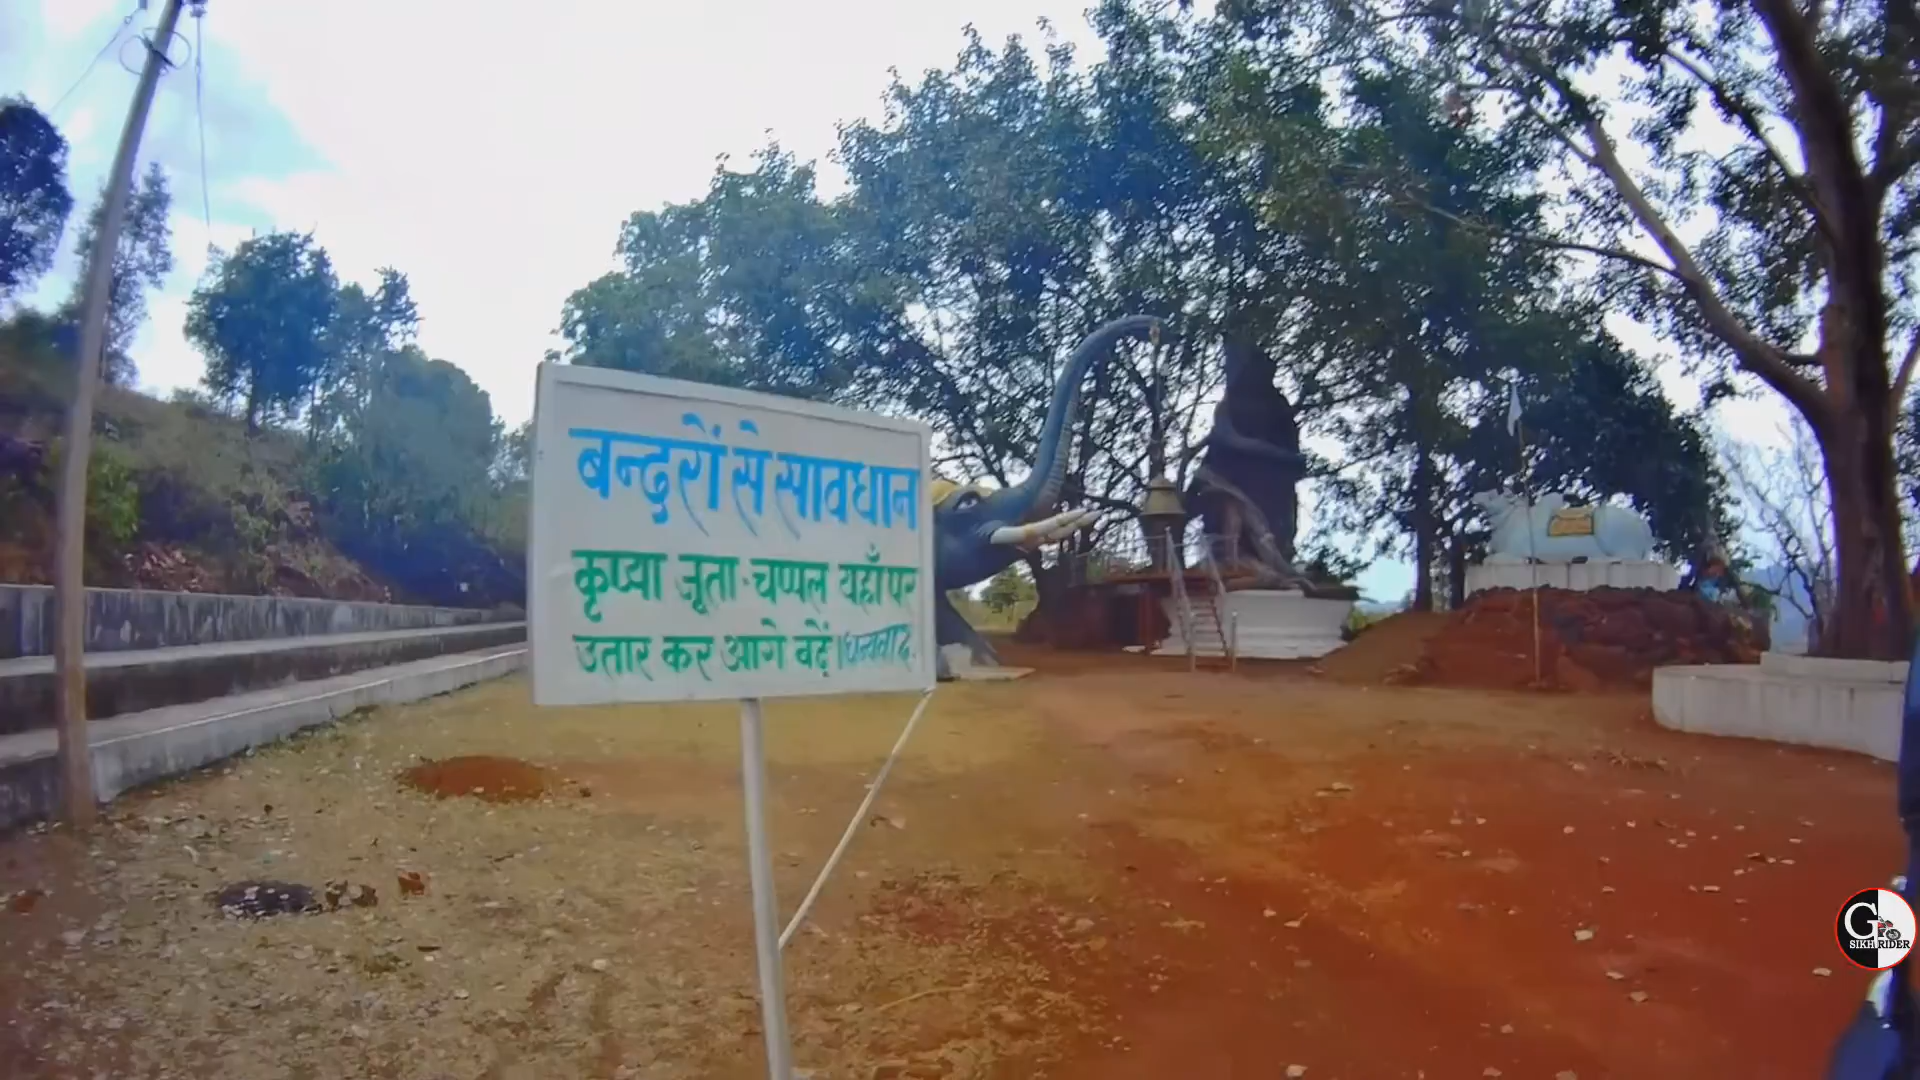 बन्दरों से सावधान
कृप्या जूता-चप्पल यहाँ पर
उतार कर आगे बढ़ें। धन्यवाद.
G
SIKH RIDER